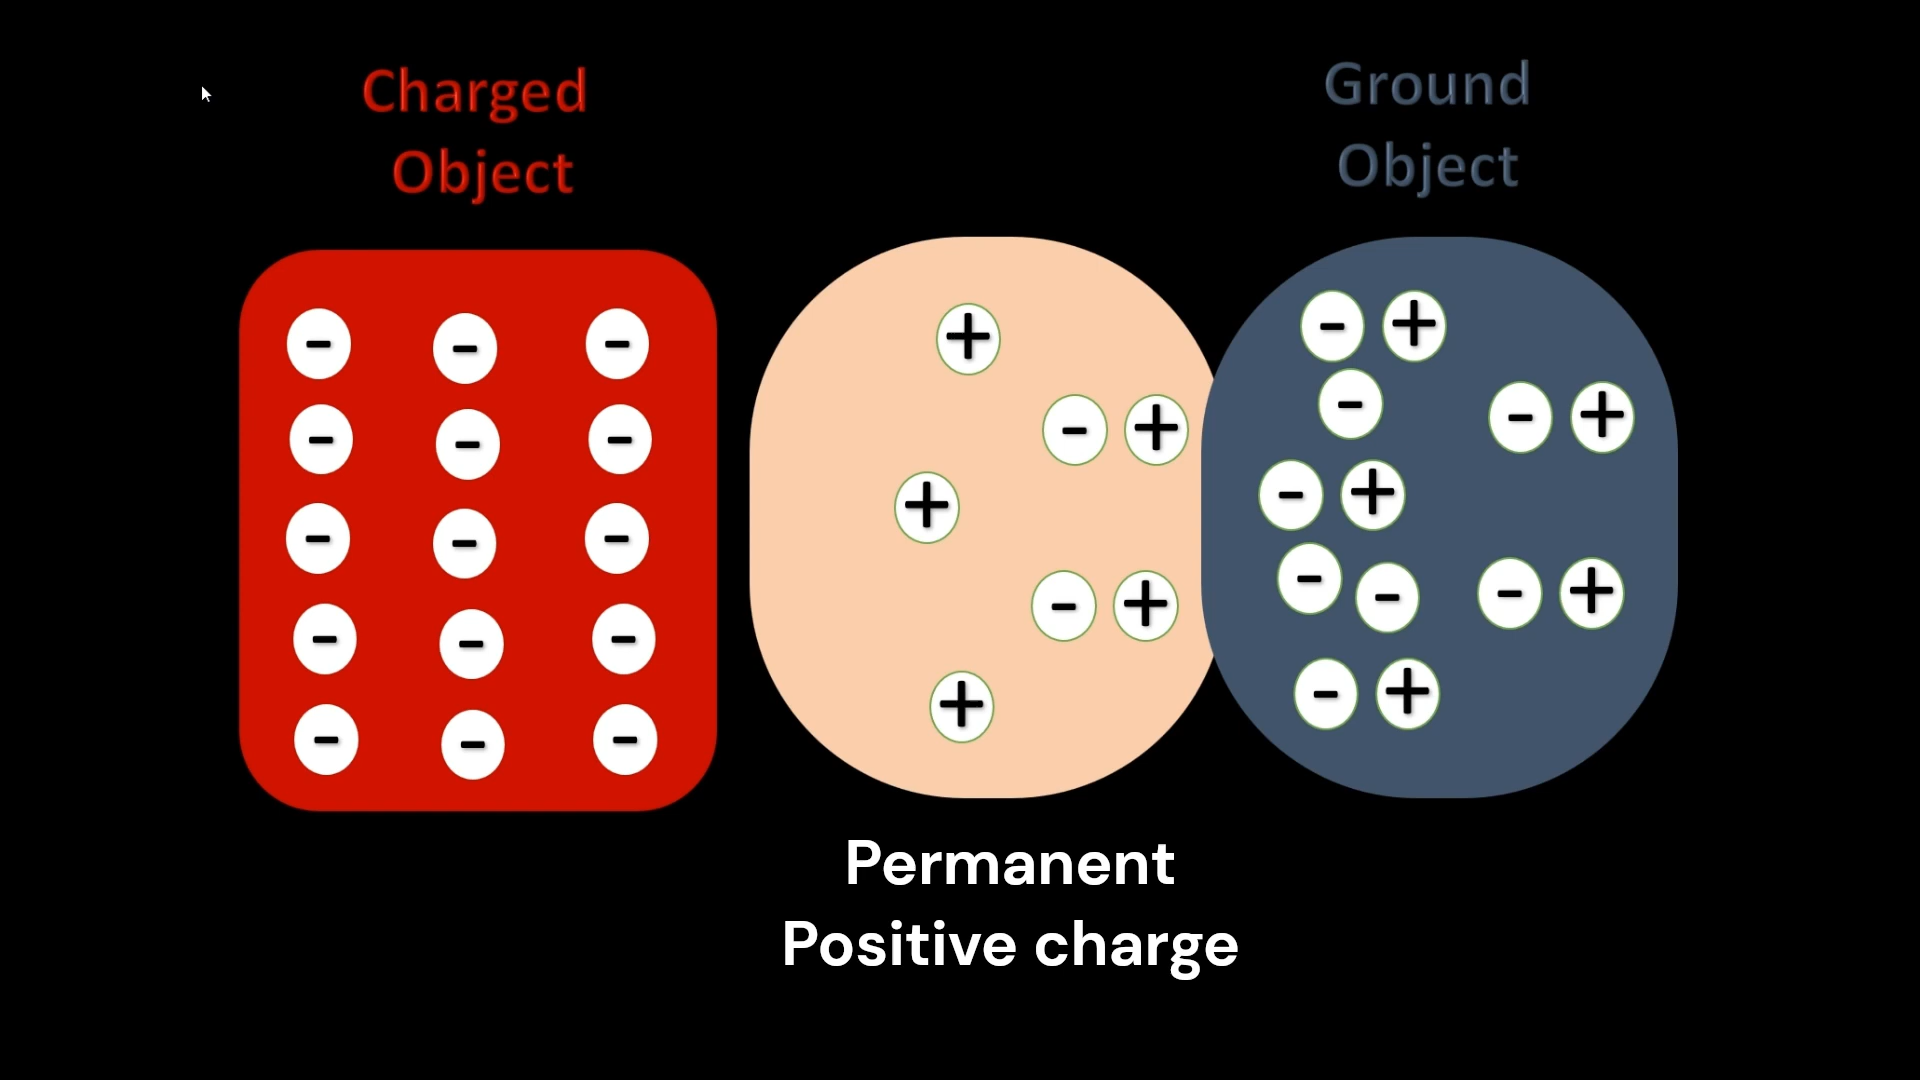 Charged
Object
Ground
Object
- - - - + - +
- - - - + - - +
- - - + - +
- - - - + - - - +
- - - + - +
Permanent
Positive charge